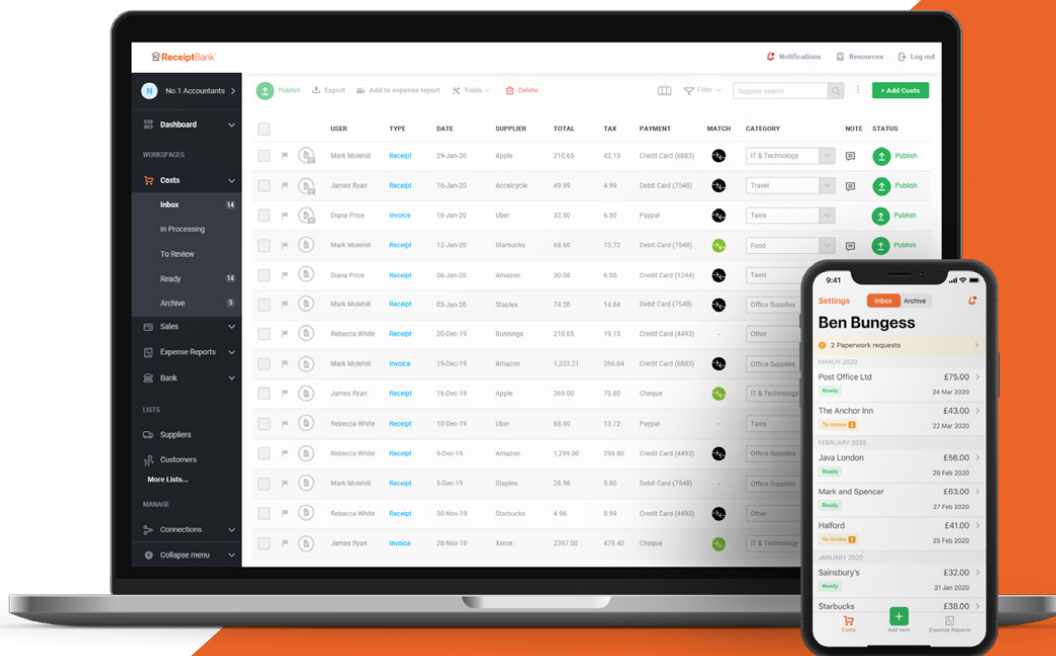 ReceiptBank
Notifications Resources Log out
N No.1 Accountants
Publish Export Add to expense report Tools Delete Filter Supplier search + Add Costs
Dashboard
WORKSPACES
Costs
Inbox 14
In Processing
To Review
Ready 14
Archive 5
Sales
Expense Reports
Bank
LISTS
Suppliers
Customers
More Lists...
MANAGE
Connections
Collapse menu
USER TYPE DATE SUPPLIER TOTAL TAX PAYMENT MATCH CATEGORY NOTE STATUS
Mark Molehill Receipt 29-Jan-20 Apple 210.65 42.13 Credit Card (6883) IT & Technology Publish
James Ryan Receipt 16-Jan-20 Accelcycle 49.99 4.99 Debit Card (7548) Travel Publish
Diana Price Invoice 16-Jan-20 Uber 32.50 6.50 Paypal Taxis Publish
Mark Molehill Receipt 12-Jan-20 Starbucks 68.60 13.72 Debit Card (7548) Food Publish
Diana Price Receipt 06-Jan-20 Amazon 30.00 6.00 Credit Card (1244) Taxis
Mark Molehill Receipt 03-Jan-20 Staples 74.20 14.84 Debit Card (7548) Office Supplies
Rebecca White Receipt 20-Dec-19 Bunnings 210.65 19.15 Credit Card (4493) Other
Mark Molehill Invoice 19-Dec-19 Amazon 1,333.21 266.64 Credit Card (6883) Office Supplies
James Ryan Receipt 16-Dec-19 Apple 369.00 73.80 Cheque IT & Technology
Rebecca White Receipt 10-Dec-19 Uber 68.60 13.72 Paypal Taxis
Rebecca White Receipt 9-Dec-19 Amazon 1,299.00 259.80 Credit Card (4493) Office Supplies
Mark Molehill Receipt 5-Dec-19 Staples 28.98 5.80 Debit Card (7548) Office Supplies
Rebecca White Receipt 30-Nov-19 Starbucks 4.96 0.99 Credit Card (4493) Other
James Ryan Invoice 28-Nov-19 Xerox 2397.00 479.40 Cheque IT & Technology
9:41
Settings Inbox Archive
Ben Bungess
2 Paperwork requests
MARCH 2020
Post Office Ltd £75.00
Ready 24 Mar 2020
The Anchor Inn £43.00
To review 2 22 Mar 2020
FEBRUARY 2020
Java London £56.00
Ready 29 Feb 2020
Mark and Spencer £63.00
Ready 27 Feb 2020
Halford £41.00
To review 2 25 Feb 2020
JANUARY 2020
Sainsbury's £32.00
Ready 31 Jan 2020
Starbucks £38.00
Costs Add item Expense Reports